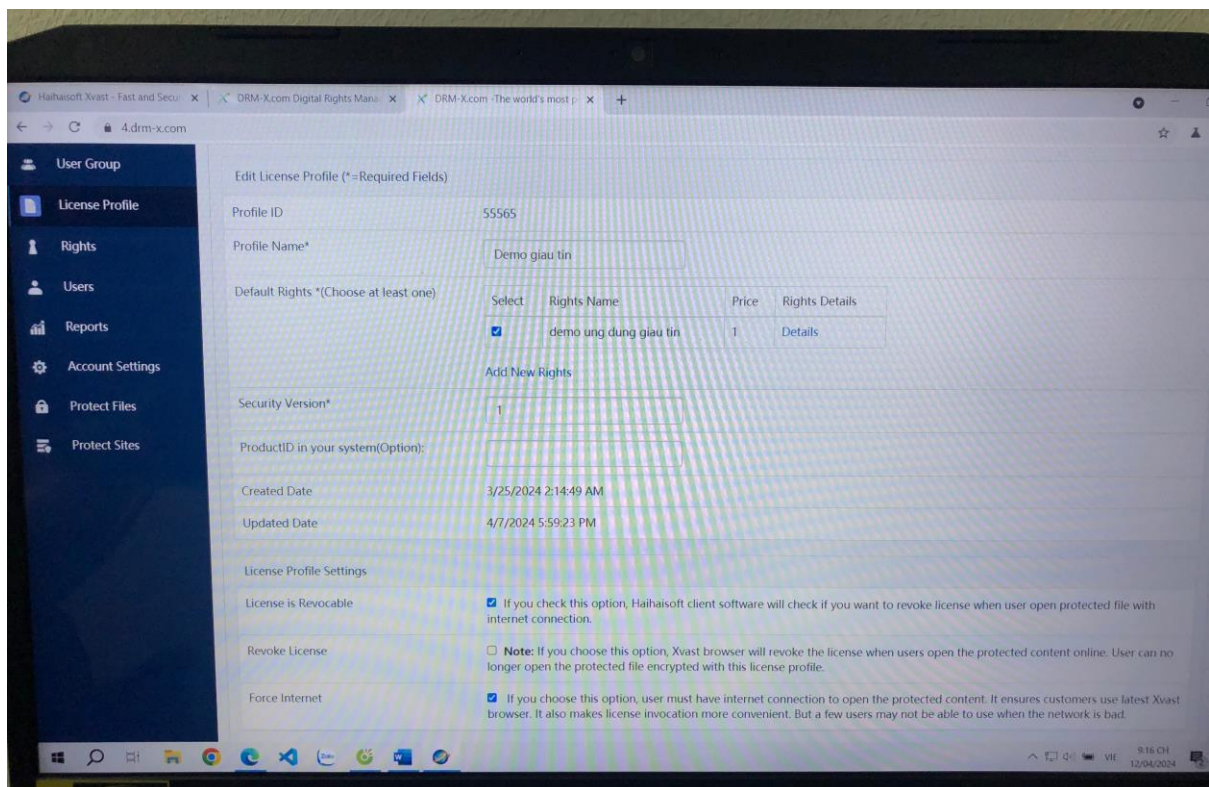 Haihaisoft Xvast - Fast and Secu
DRM-X.com Digital Rights Mana
DRM-X.com -The world's most p
4.drm-x.com
User Group
License Profile
Rights
Users
Reports
Account Settings
Protect Files
Protect Sites
Edit License Profile (*=Required Fields)
Profile ID 55565
Profile Name* Demo giau tin
Default Rights *(Choose at least one)
Select Rights Name Price Rights Details
demo ung dung giau tin 1 Details
Add New Rights
Security Version* 1
ProductID in your system(Option):
Created Date 3/25/2024 2:14:49 AM
Updated Date 4/7/2024 5:59:23 PM
License Profile Settings
License is Revocable If you check this option, Haihaisoft client software will check if you want to revoke license when user open protected file with
internet connection.
Revoke License Note: If you choose this option, Xvast browser will revoke the license when users open the protected content online. User can no
longer open the protected file encrypted with this license profile.
Force Internet If you choose this option, user must have internet connection to open the protected content. It ensures customers use latest Xvast
browser. It also makes license invocation more convenient. But a few users may not be able to use when the network is bad.
Zalo
VIE
9:16 CH
12/04/2024